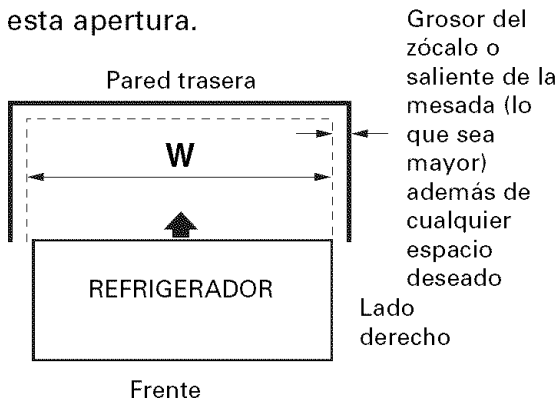 esta apertura.
Pared trasera
W
REFRIGERADOR
Frente
Grosor del
zócalo o
saliente de la
mesada (lo
que sea
mayor)
además de
cualquier
espacio
deseado
Lado
derecho